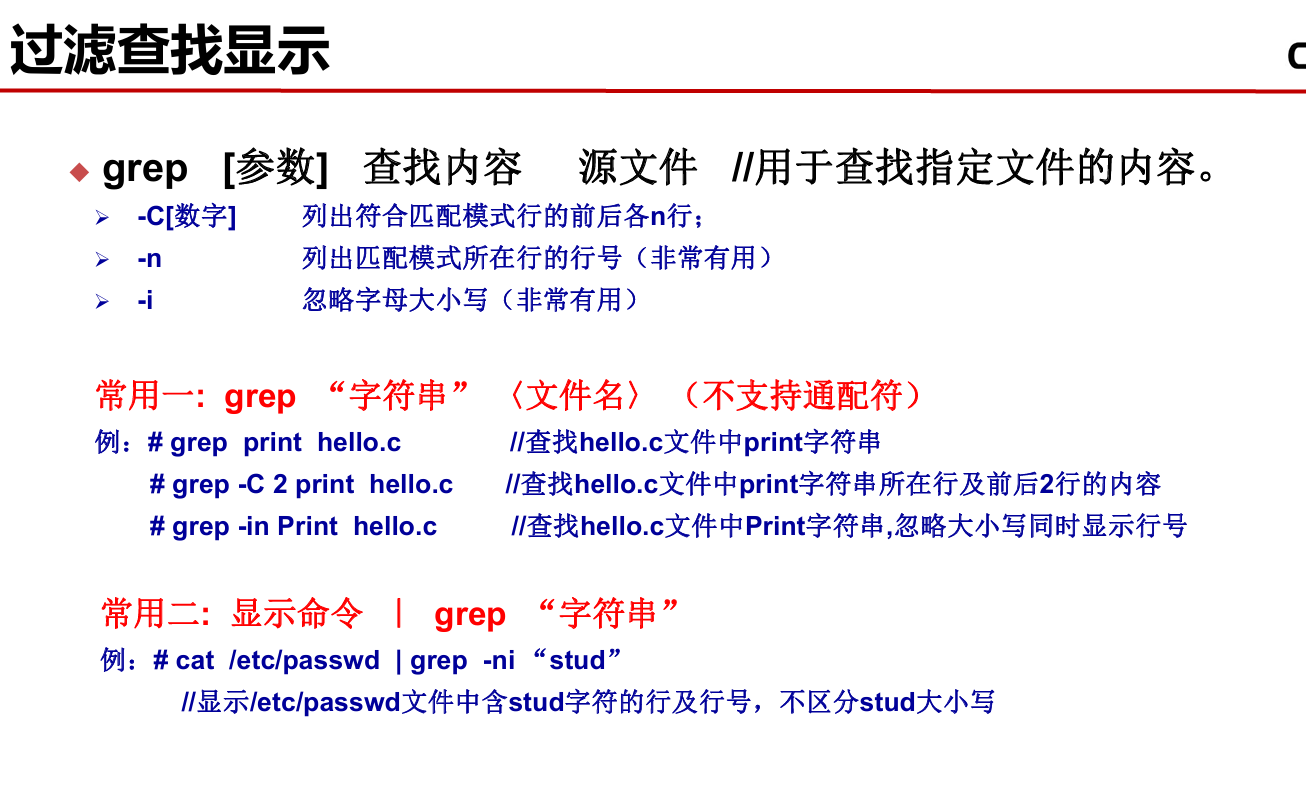 过滤查找显示
C
grep [参数] 查找内容 源文件 //用于查找指定文件的内容。
-C[数字] 列出符合匹配模式行的前后各n行;
-n 列出匹配模式所在行的行号（非常有用）
-i 忽略字母大小写（非常有用）
常用一: grep “字符串” 〈文件名〉 （不支持通配符）
例：# grep print hello.c //查找hello.c文件中print字符串
# grep -C 2 print hello.c //查找hello.c文件中print字符串所在行及前后2行的内容
# grep -in Print hello.c //查找hello.c文件中Print字符串,忽略大小写同时显示行号
常用二: 显示命令 | grep “字符串”
例：# cat /etc/passwd | grep -ni “stud”
//显示/etc/passwd文件中含stud字符的行及行号，不区分stud大小写